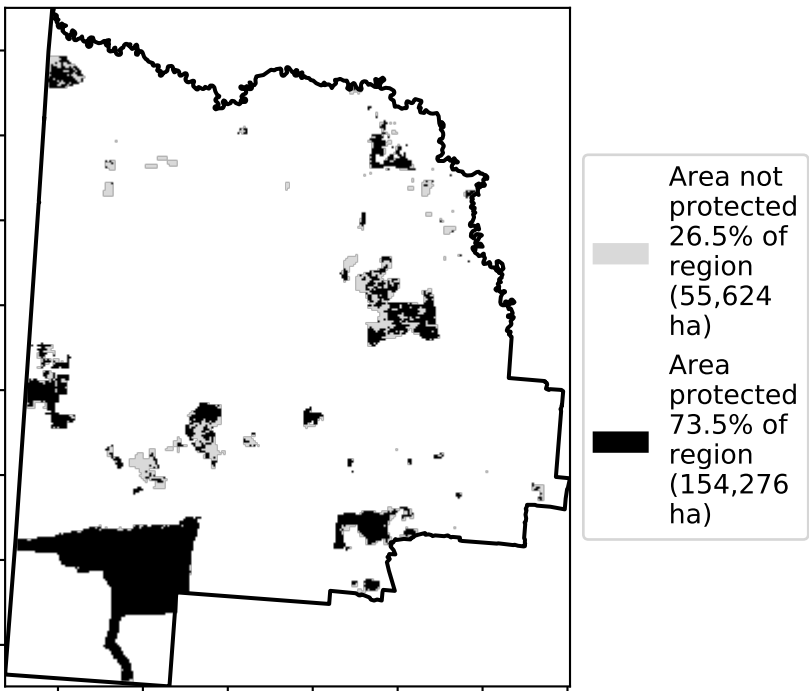 Area not
protected
26.5% of
region
(55,624
ha)
Area
protected
73.5% of
region
(154,276
ha)